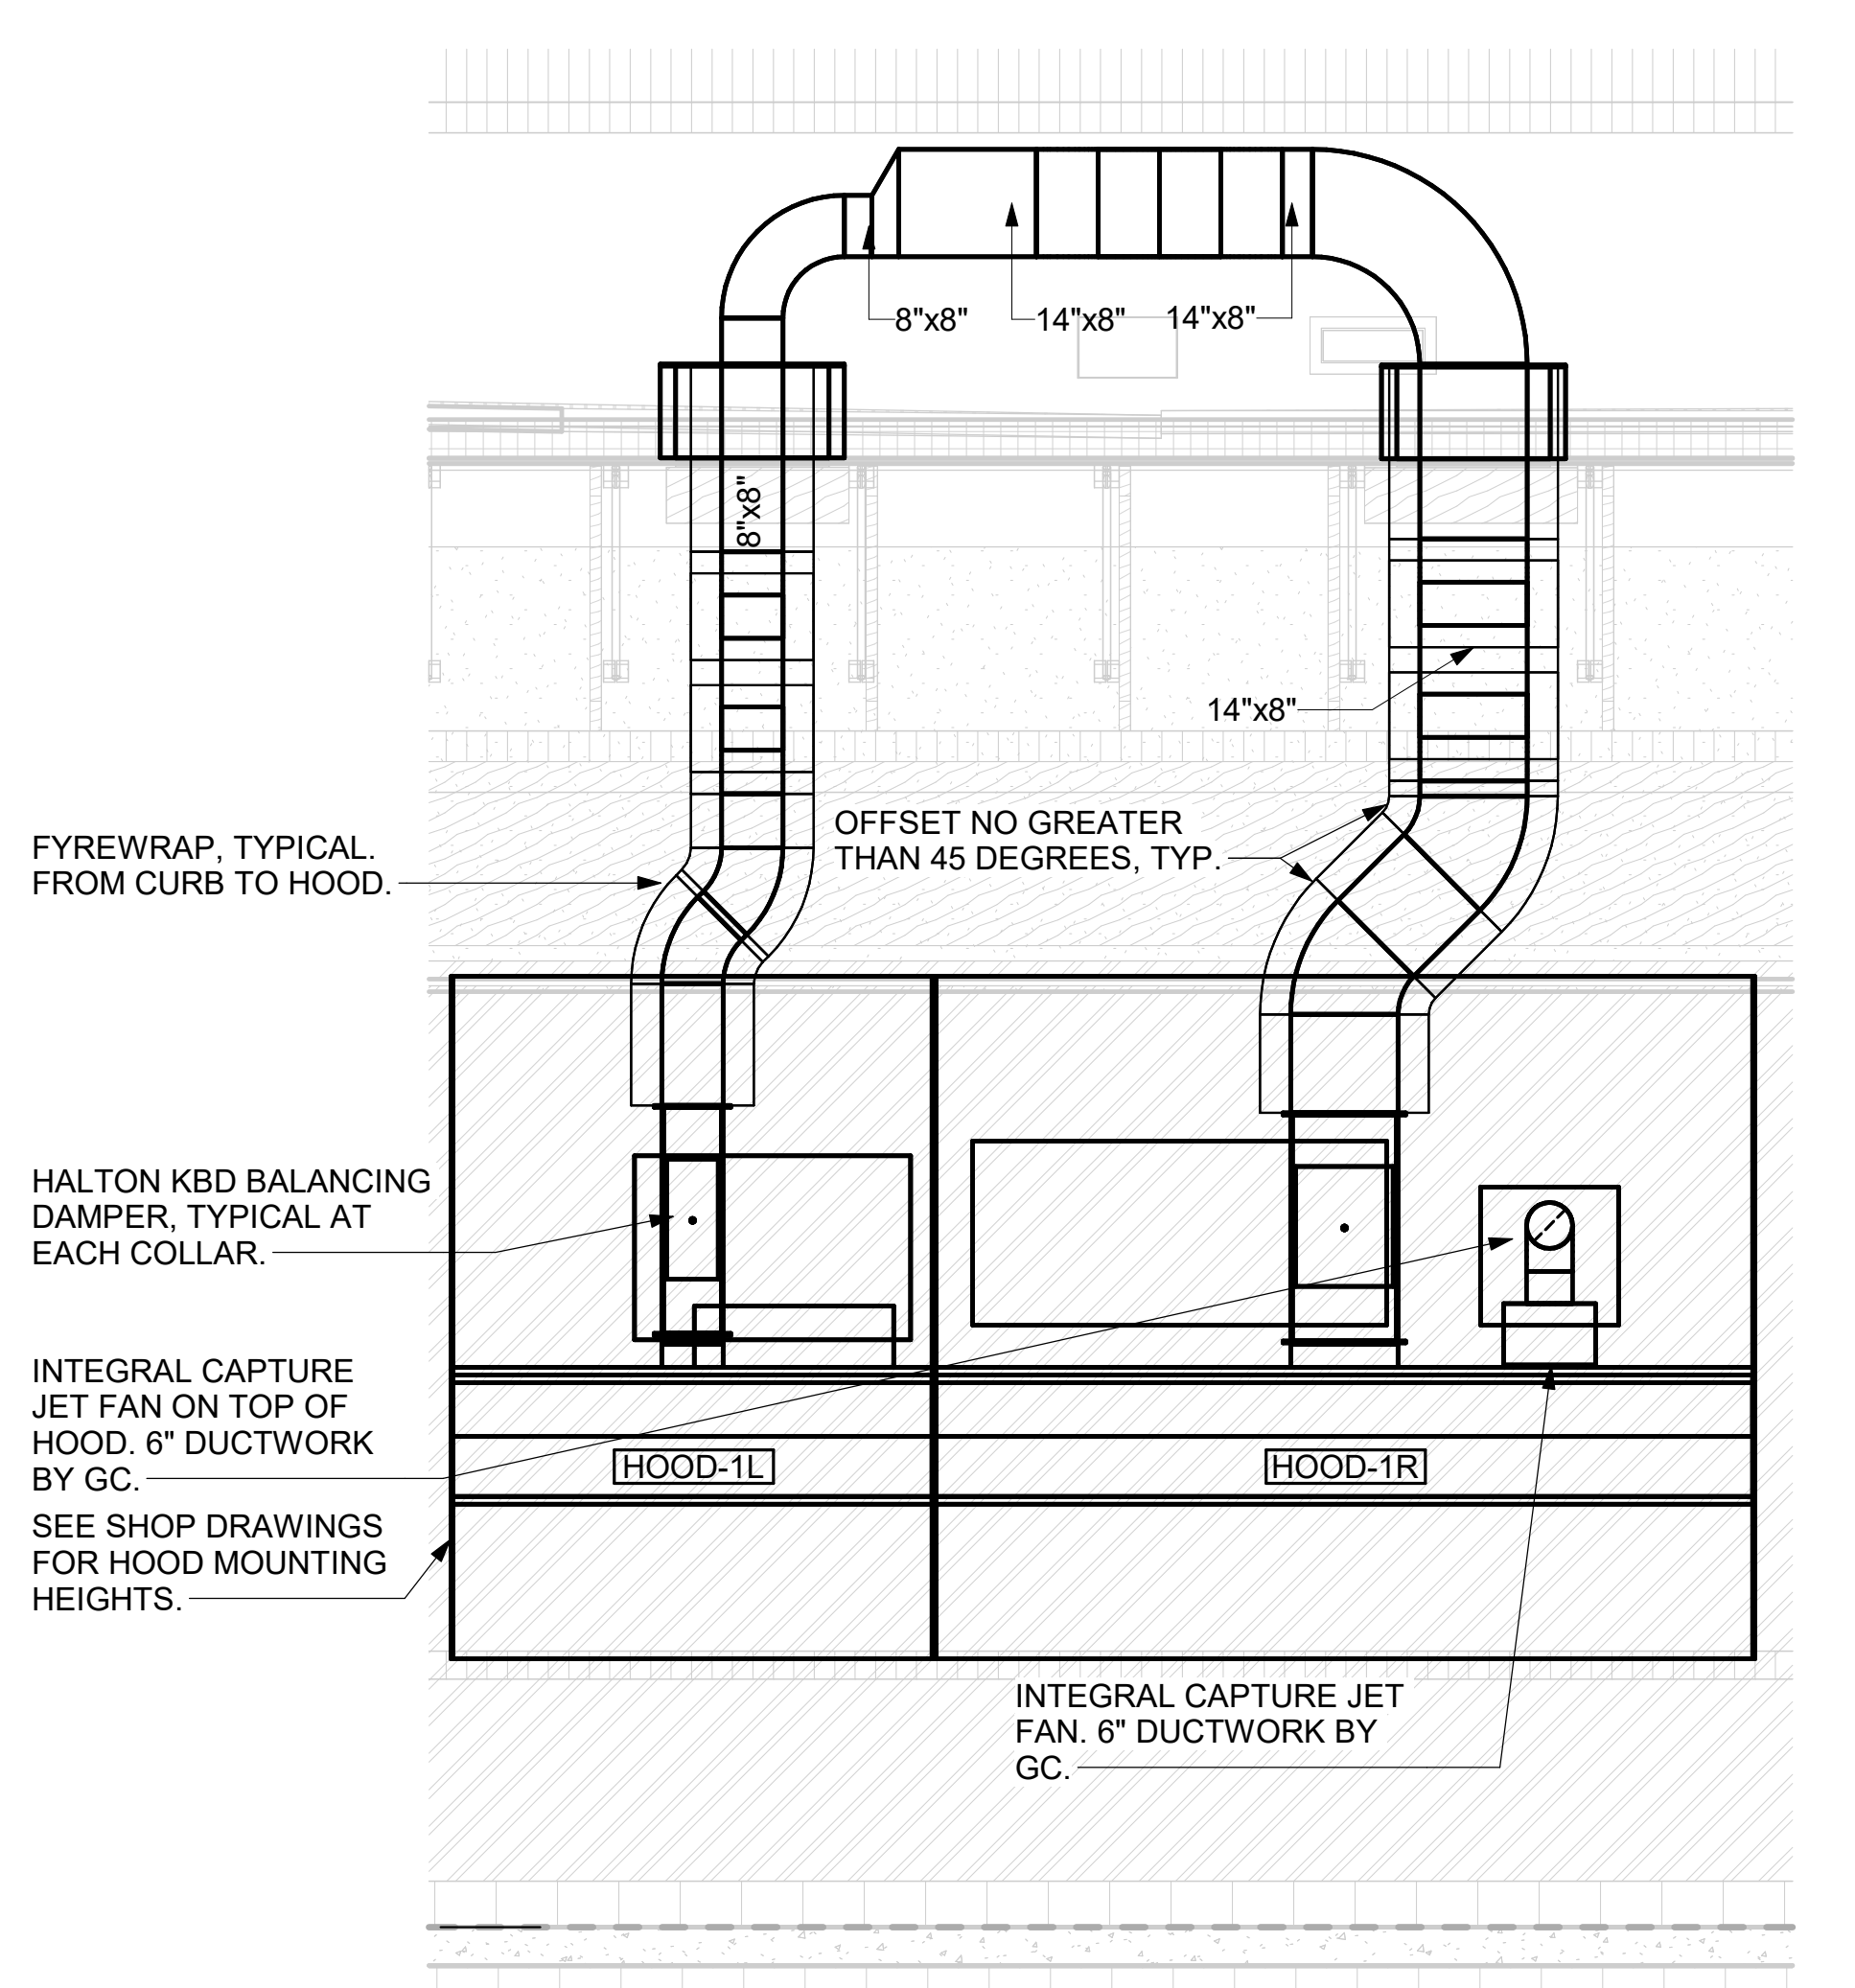 8"x8"
14"x8"
14"x8"
8"x8"
14"x8"
OFFSET NO GREATER
THAN 45 DEGREES, TYP.
FYREWRAP, TYPICAL.
FROM CURB TO HOOD.
HALTON KBD BALANCING
DAMPER, TYPICAL AT
EACH COLLAR.
INTEGRAL CAPTURE
JET FAN ON TOP OF
HOOD. 6" DUCTWORK
BY GC.
HOOD-1L
HOOD-1R
SEE SHOP DRAWINGS
FOR HOOD MOUNTING
HEIGHTS.
INTEGRAL CAPTURE JET
FAN. 6" DUCTWORK BY
GC.